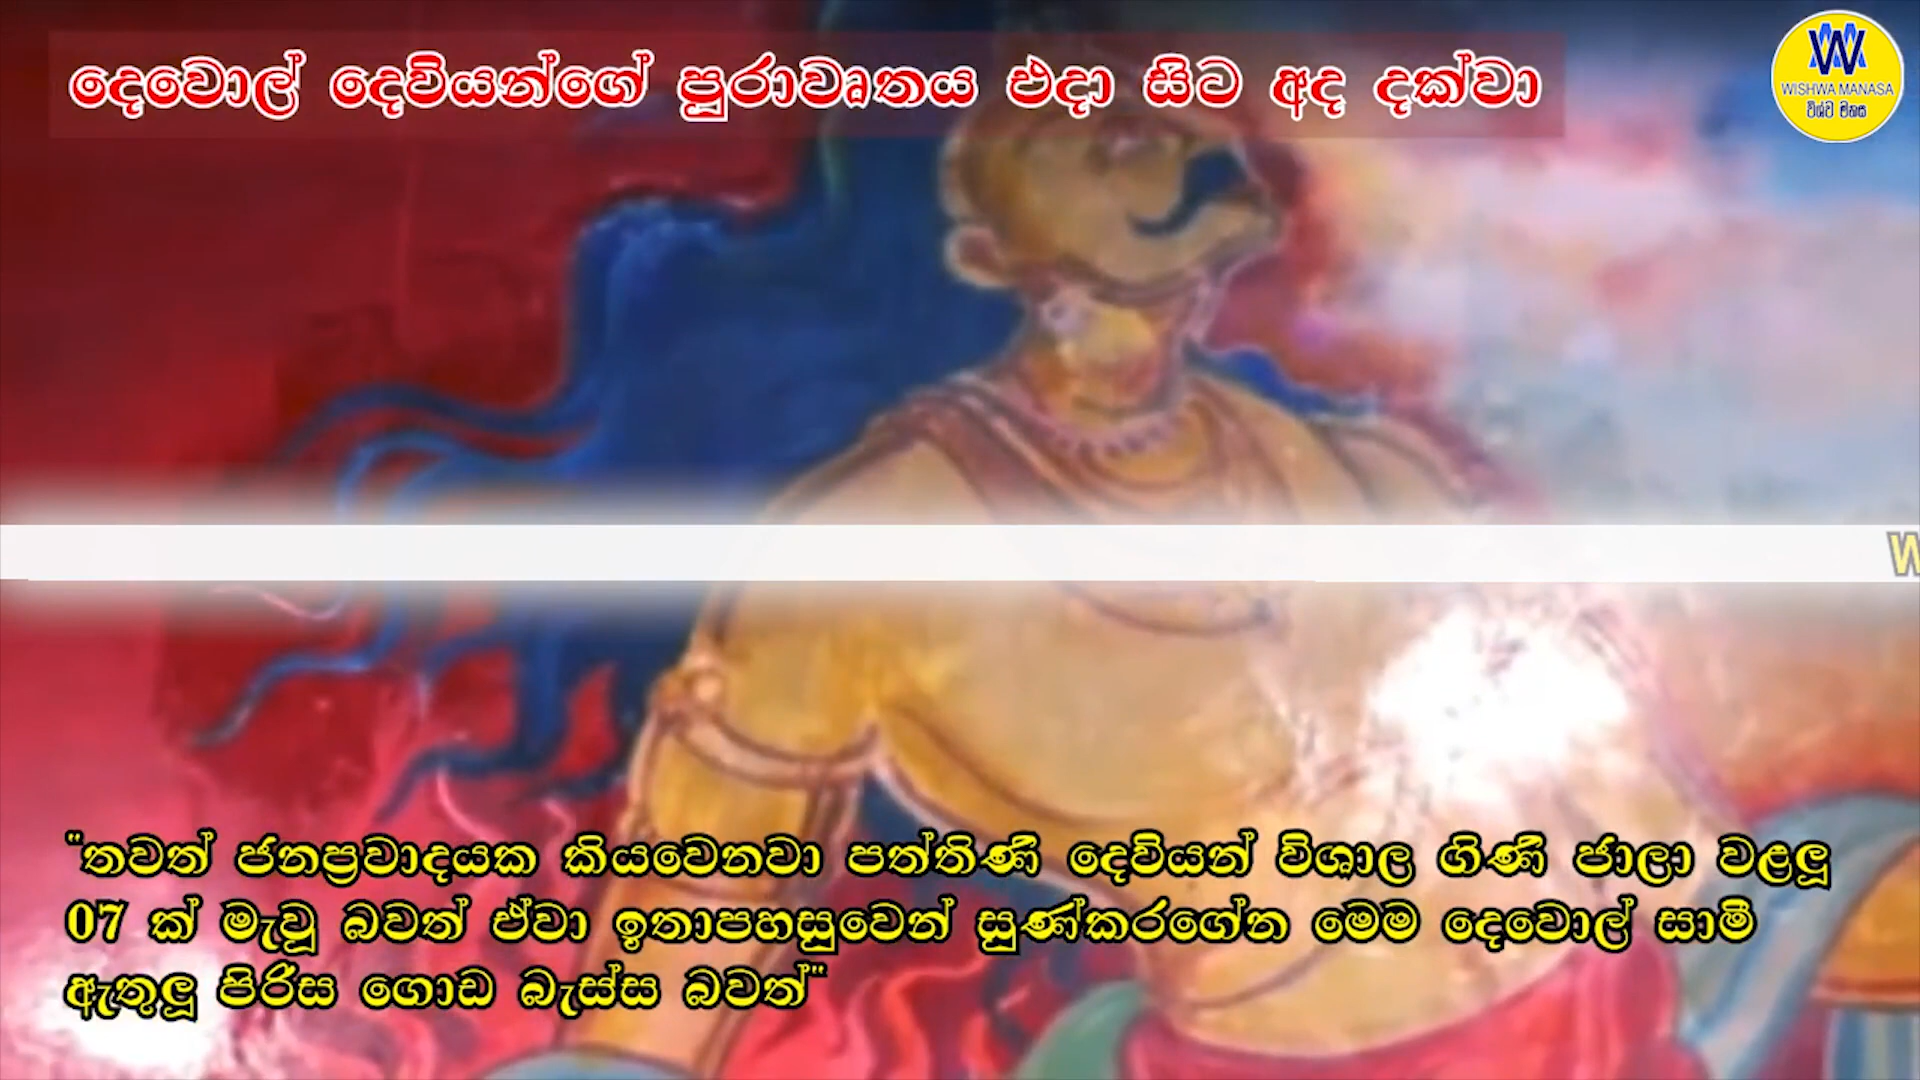 දෙවොල් දෙවියන්ගේ පූරාවෘතය එදා සිට අද දක්වා
WISHWA MANASA
විශ්ව මනස
W
"තවත් ජනප්‍රවාදයක කියවෙනවා පත්තිණි දෙවියන් විශාල ගිණි ජාලා වළලූ
07 ක් මැවූ බවත් ඒවා ඉතාපහසුවෙන් සුණ්කරගේන මෙම දෙවොල් සාමී
ඇතුලූ පිරිස ගොඩ බැස්ස බවත්"